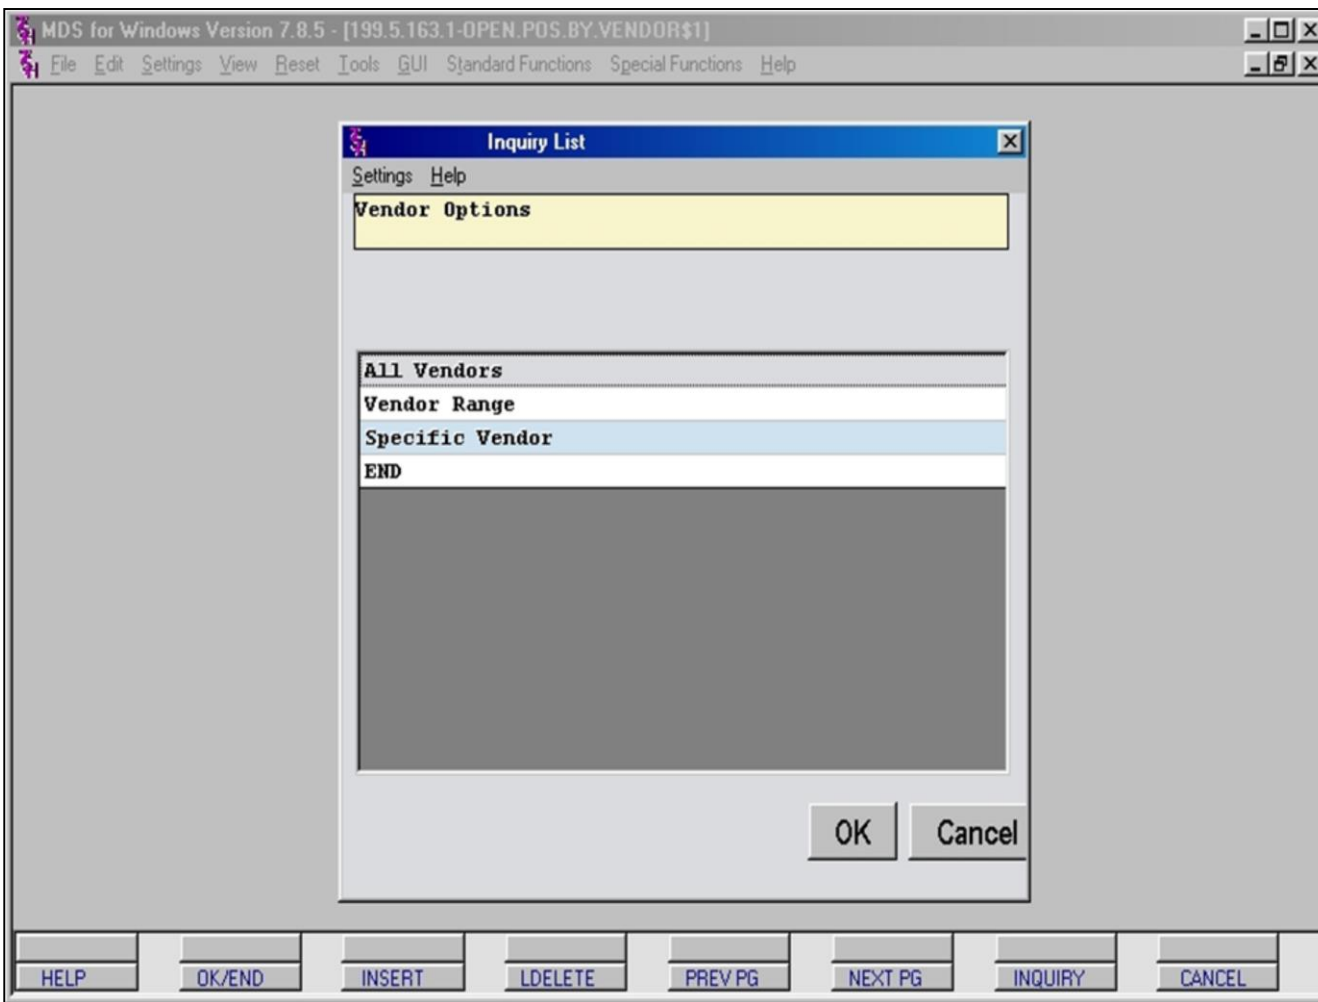 MDS for Windows Version 7.8.5 - [199.5.163.1-OPEN.POS.BY.VENDOR$1]
File Edit Settings View Reset Tools GUI Standard Functions Special Functions Help
Inquiry List
Settings Help
Vendor Options
All Vendors
Vendor Range
Specific Vendor
END
OK Cancel
HELP OK/END INSERT LDELETE PREV PG NEXT PG INQUIRY CANCEL